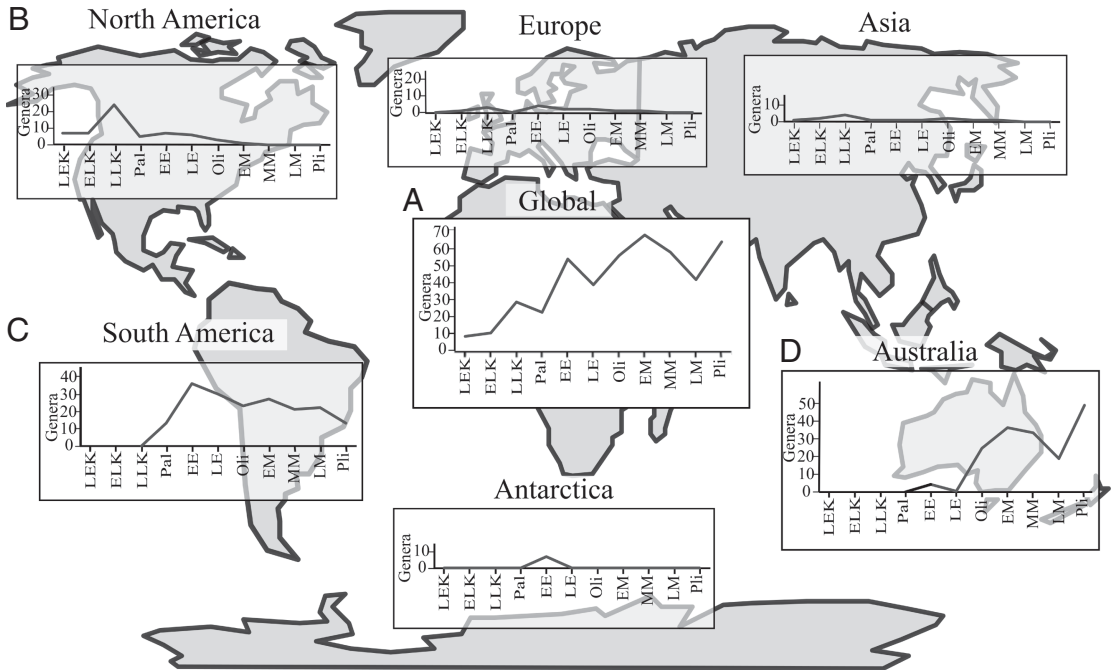 B
North America
Genera
30
20
10
0
LEK
ELK
LLK
Pal
EE
LE
Oli
EM
MM
LM
Pli
Europe
Genera
20
10
0
LEK
ELK
LLK
Pal
EE
LE
Oli
EM
MM
LM
Pli
Asia
Genera
10
0
LEK
ELK
LLK
Pal
EE
LE
Oli
EM
MM
LM
Pli
A
Global
Genera
70
60
50
40
30
20
10
0
LEK
ELK
LLK
Pal
EE
LE
Oli
EM
MM
LM
Pli
C
South America
Genera
40
30
20
10
0
LEK
ELK
LLK
Pal
EE
LE
Oli
EM
MM
LM
Pli
D
Australia
Genera
50
40
30
20
10
0
LEK
ELK
LLK
Pal
EE
LE
Oli
EM
MM
LM
Pli
Antarctica
Genera
10
0
LEK
ELK
LLK
Pal
EE
LE
Oli
EM
MM
LM
Pli